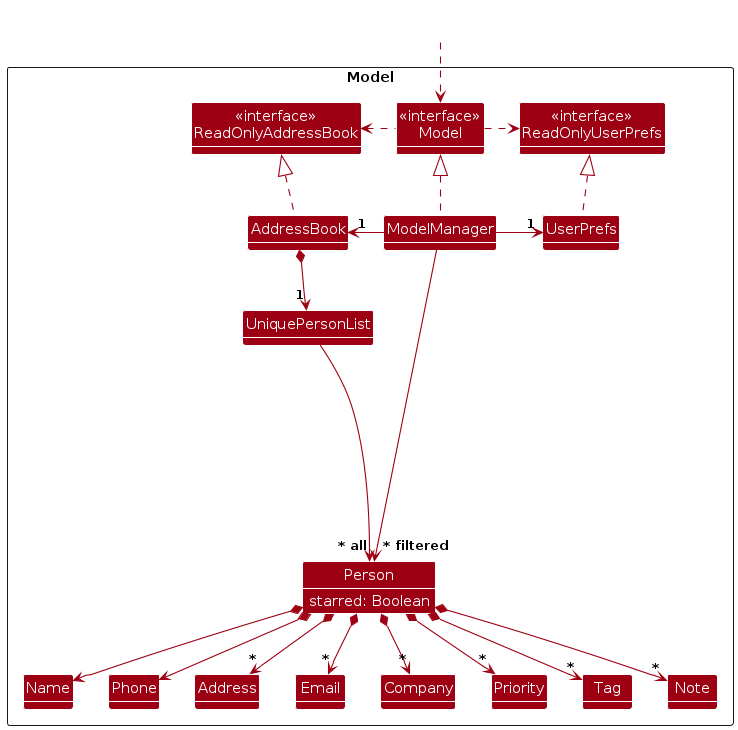 Model
«interface»
ReadOnlyAddressBook
«interface»
Model
«interface»
ReadOnlyUserPrefs
AddressBook
1
ModelManager
1
UserPrefs
1
UniquePersonList
* all
* filtered
Person
starred: Boolean
*
*
*
*
*
*
Name
Phone
Address
Email
Company
Priority
Tag
Note